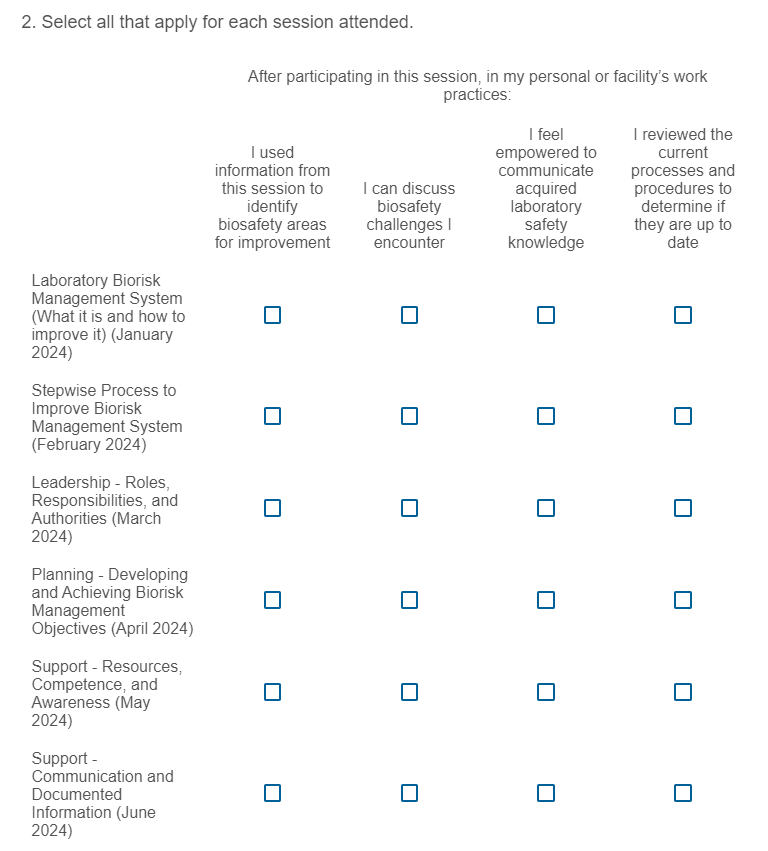 2. Select all that apply for each session attended.
After participating in this session, in my personal or facility's work
practices:
I used
information from
this session to
identify
biosafety areas
for improvement
I can discuss
biosafety
challenges I
encounter
I feel
empowered to
communicate
acquired
laboratory
safety
knowledge
I reviewed the
current
processes and
procedures to
determine if
they are up to
date
Laboratory Biorisk
Management System
(What it is and how to
improve it) (January
2024)
Stepwise Process to
Improve Biorisk
Management System
(February 2024)
Leadership - Roles,
Responsibilities, and
Authorities (March
2024)
Planning - Developing
and Achieving Biorisk
Management
Objectives (April 2024)
Support - Resources,
Competence, and
Awareness (May
2024)
Support -
Communication and
Documented
Information (June
2024)